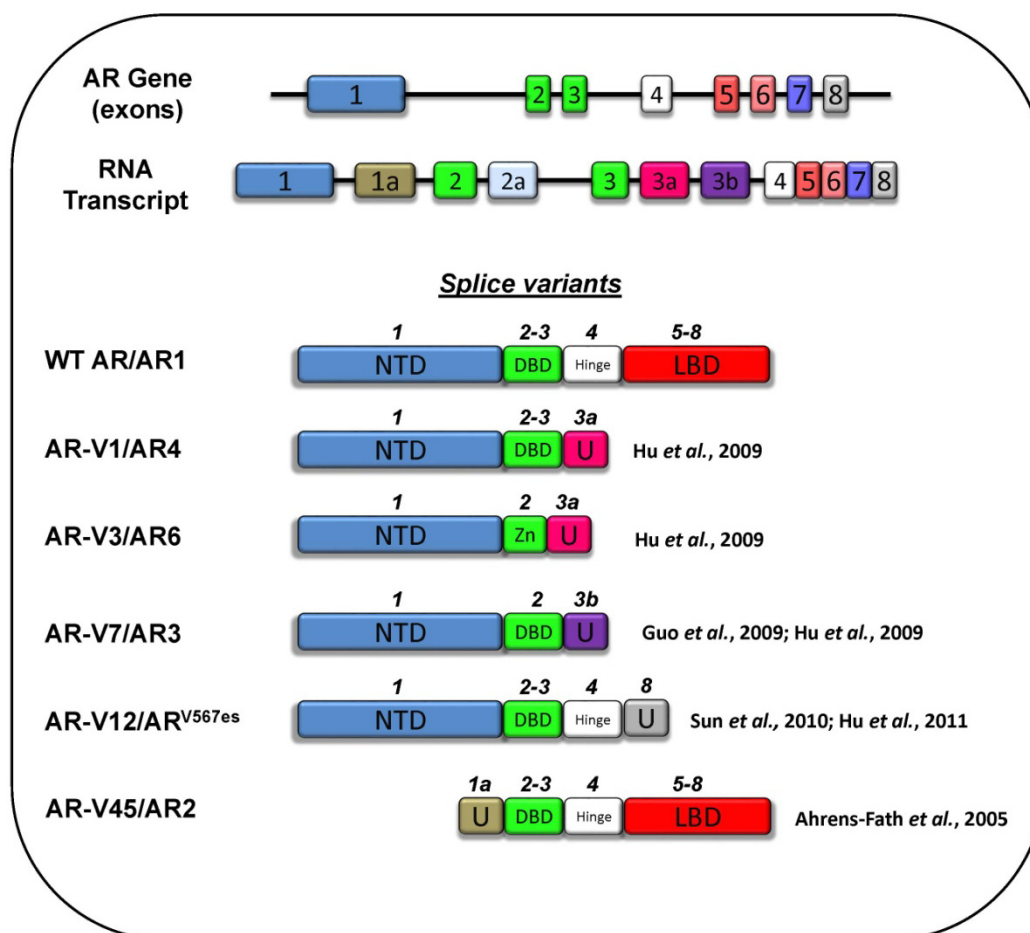 AR Gene
(exons)
1 2 3 4 5 6 7 8
RNA
Transcript
1 1a 2 2a 3 3a 3b 4 5 6 7 8
Splice variants
1 2-3 4 5-8
WT AR/AR1 NTD DBD Hinge LBD
1 2-3 3a
AR-V1/AR4 NTD DBD U Hu et al., 2009
1 2 3a
AR-V3/AR6 NTD Zn U Hu et al., 2009
1 2 3b
AR-V7/AR3 NTD DBD U Guo et al., 2009; Hu et al., 2009
1 2-3 4 8
AR-V12/ARV567es NTD DBD Hinge U Sun et al., 2010; Hu et al., 2011
1a 2-3 4 5-8
AR-V45/AR2 U DBD Hinge LBD Ahrens-Fath et al., 2005